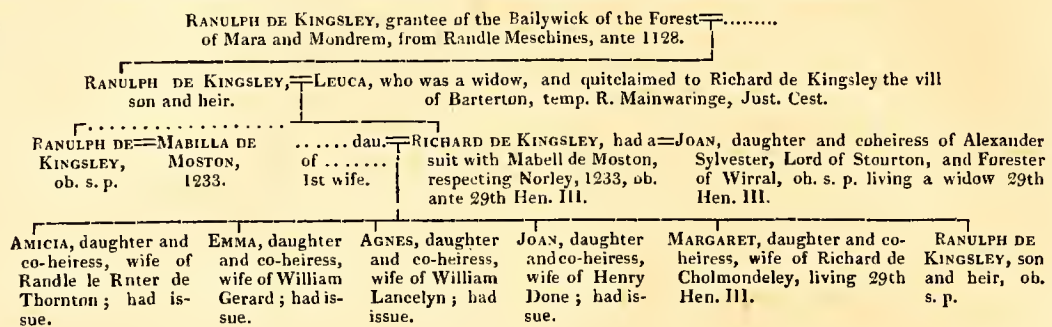 RANULPH DE KINGSLEY, grantee of the Bailywick of the Forest=.........
of Mara and Mondrem, from Randle Meschines, ante 1128.
RANULPH DE KINGSLEY,=LEUCA, who was a widow, and quitclaimed to Richard de Kingsley the vill
son and heir. of Barterton, temp. R. Mainwaringe, Just. Cest.
RANULPH DE
KINGSLEY,
ob. s. p.
=MABILLA DE
MOSTON,
1233.
...... dau.
of .......
1st wife.
=RICHARD DE KINGSLEY, had a
suit with Mabell de Moston,
respecting Norley, 1233, ob.
ante 29th Hen. III.
=JOAN, daughter and coheiress of Alexander
Sylvester, Lord of Stourton, and Forester
of Wirral, ob. s. p. living a widow 29th
Hen. III.
AMICIA, daughter and
co-heiress, wife of
Randle le Ruter de
Thornton; had is-
sue.
EMMA, daughter
and co-heiress,
wife of William
Gerard; had is-
sue.
AGNES, daughter
and co-heiress,
wife of William
Lancelyn; had
issue.
JOAN, daughter
and co-heiress,
wife of Henry
Done; had is-
sue.
MARGARET, daughter and co-
heiress, wife of Richard de
Cholmondeley, living 29th
Hen. III.
RANULPH DE
KINGSLEY, son
and heir, ob.
s. p.